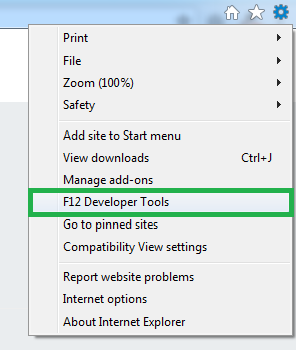 Print
File
Zoom (100%)
Safety
Add site to Start menu
View downloads Ctrl+J
Manage add-ons
F12 Developer Tools
Go to pinned sites
Compatibility View settings
Report website problems
Internet options
About Internet Explorer